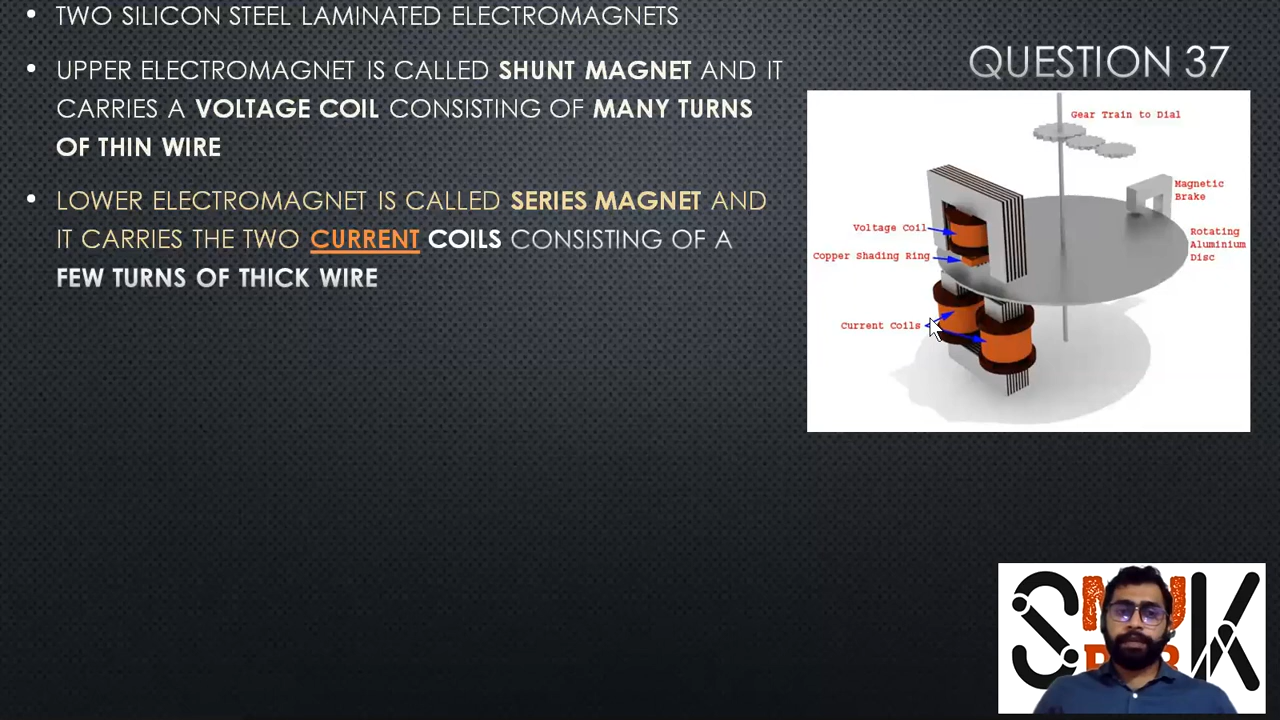 TWO SILICON STEEL LAMINATED ELECTROMAGNETS
UPPER ELECTROMAGNET IS CALLED SHUNT MAGNET AND IT
CARRIES A VOLTAGE COIL CONSISTING OF MANY TURNS
OF THIN WIRE
LOWER ELECTROMAGNET IS CALLED SERIES MAGNET AND
IT CARRIES THE TWO CURRENT COILS CONSISTING OF A
FEW TURNS OF THICK WIRE
QUESTION 37
Gear Train to Dial
Magnetic
Brake
Voltage Coil
Rotating
Aluminium
Disc
Copper Shading Ring
Current Coils